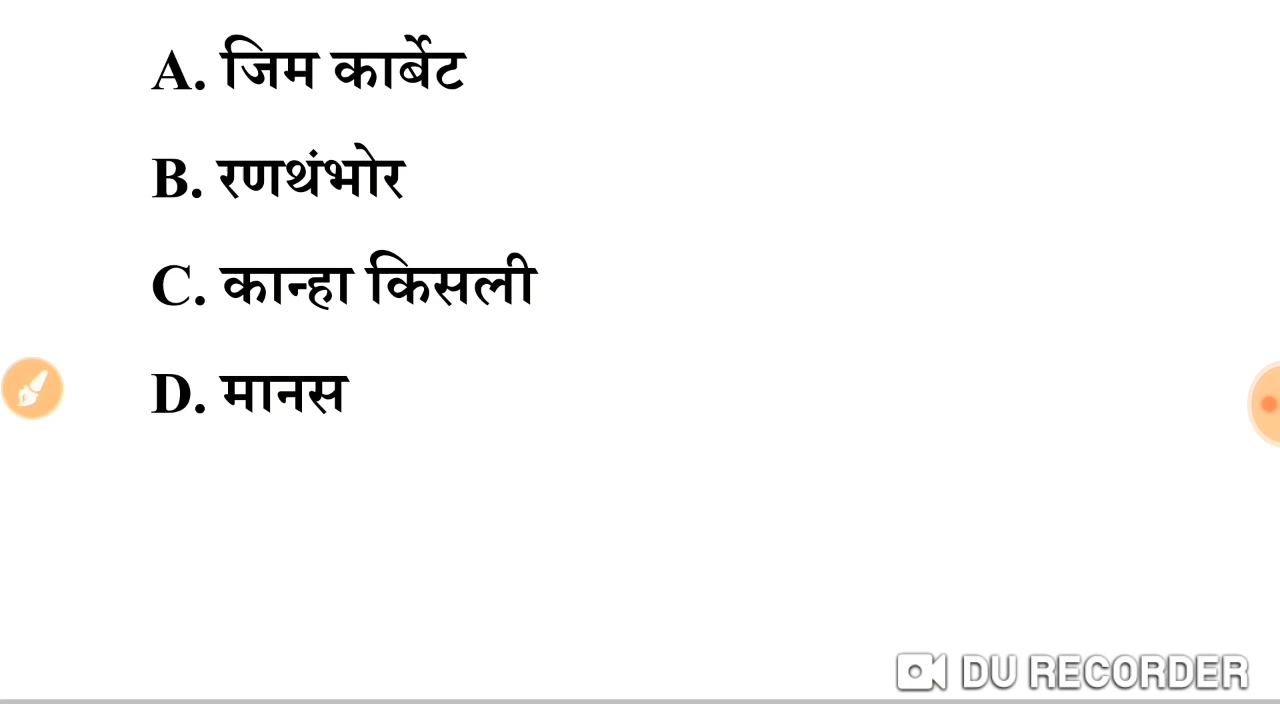 A. जिम कार्बेट
B. रणथंभोर
C. कान्हा किसली
D. मानस
DU RECORDER